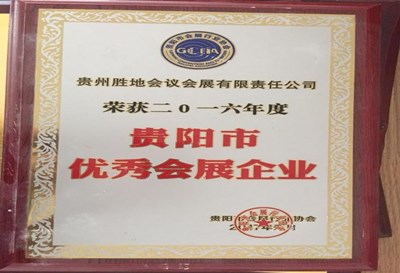 贵州胜地会议会展有限责任公司
荣获二0一六年度
贵阳市
优秀会展企业